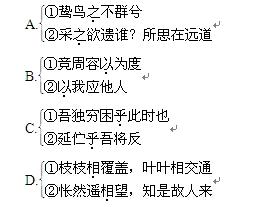 A. ①鸷鸟之不群兮
②采之欲遗谁？所思在远道
B. ①竞周容以为度
②以我应他人
C. ①吾独穷困乎此时也
②延伫乎吾将反
D. ①枝枝相覆盖，叶叶相交通
②怅然遥相望，知是故人来